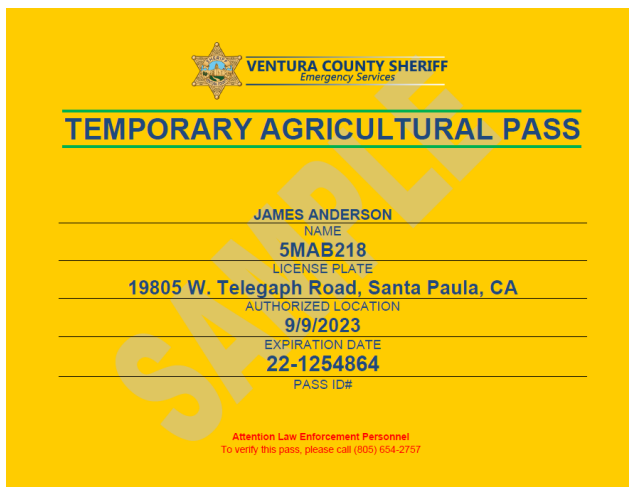 VENTURA COUNTY SHERIFF
Emergency Services
TEMPORARY AGRICULTURAL PASS
JAMES ANDERSON
NAME
5MAB218
LICENSE PLATE
19805 W. Telegaph Road, Santa Paula, CA
AUTHORIZED LOCATION
9/9/2023
EXPIRATION DATE
22-1254864
PASS ID#
SAMPLE
Attention Law Enforcement Personnel
To verify this pass, please call (805) 654-2757